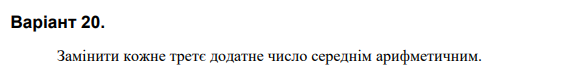 Варіант 20.
Замінити кожне третє додатне число середнім арифметичним.